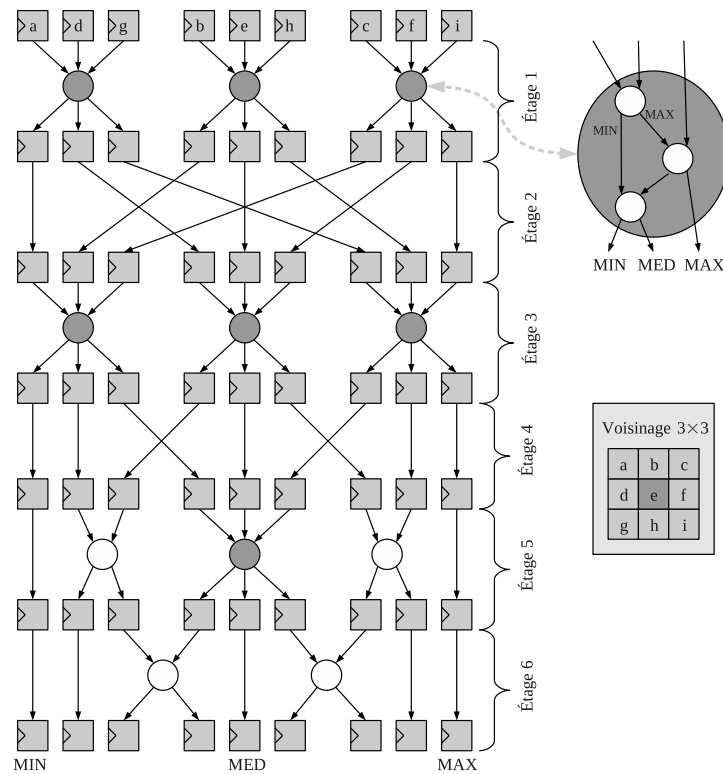 a d g b e h c f i
Étage 1
MIN
MAX
MIN MED MAX
Étage 2
Étage 3
Étage 4
Voisinage 3×3
a b c
d e f
g h i
Étage 5
Étage 6
MIN MED MAX